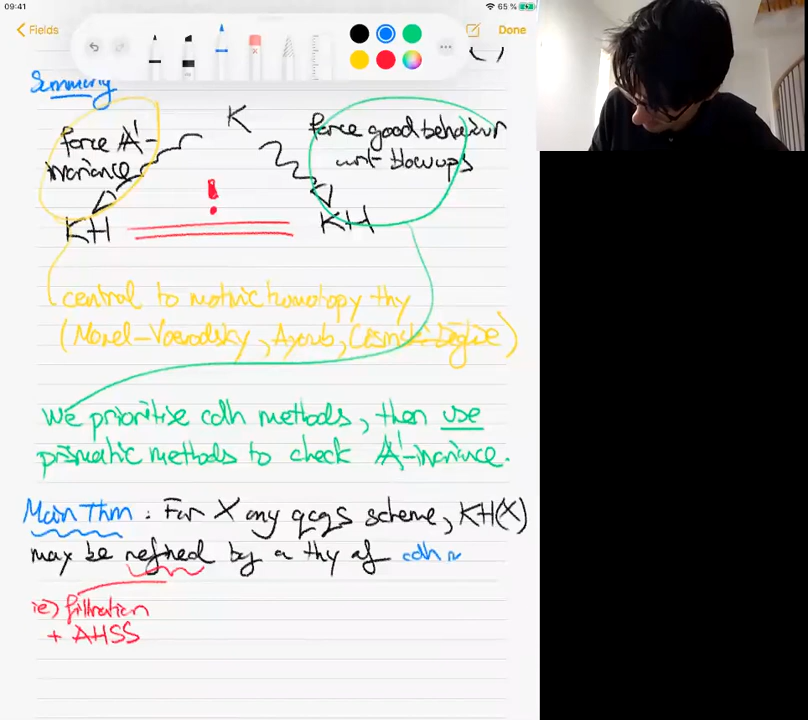 09:41
65 %
Fields
Done
Summary
K
force A¹-
invariance
force good behaviour
wrt blowups
!
KH
KH
central to motivic homotopy thy
(Morel-Voevodsky, Ayoub, Cisinski-Déglise)
We prioritise cdh methods, then use
prismatic methods to check A¹-invariance.
Main Thm: For X any qcqs scheme, KH(X)
may be refined by a thy of cdh
ie) filtration
+ AHSS